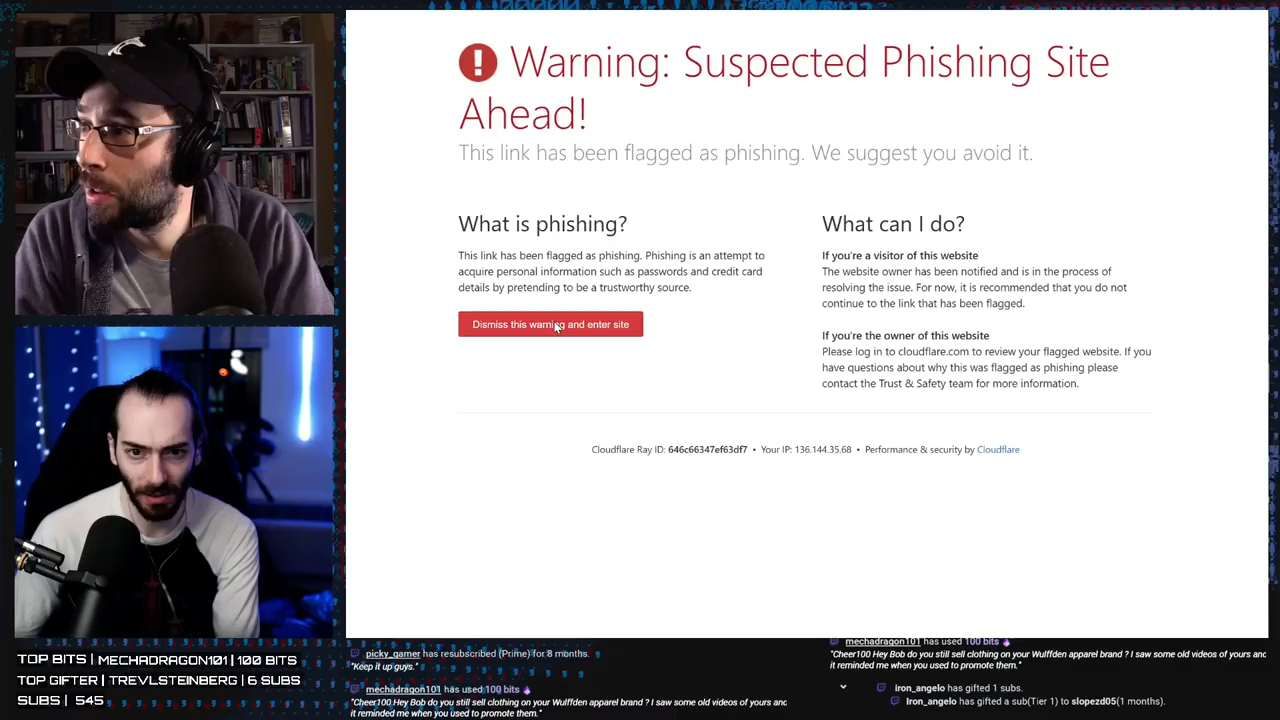 Warning: Suspected Phishing Site
Ahead!
This link has been flagged as phishing. We suggest you avoid it.
What is phishing?
This link has been flagged as phishing. Phishing is an attempt to
acquire personal information such as passwords and credit card
details by pretending to be a trustworthy source.
Dismiss this warning and enter site
What can I do?
If you're a visitor of this website
The website owner has been notified and is in the process of
resolving the issue. For now, it is recommended that you do not
continue to the link that has been flagged.
If you're the owner of this website
Please log in to cloudflare.com to review your flagged website. If you
have questions about why this was flagged as phishing please
contact the Trust & Safety team for more information.
Cloudflare Ray ID: 646c66347ef63df7 • Your IP: 136.144.35.68 • Performance & security by Cloudflare
TOP BITS | MECHADRAGON101 | 100 BITS
TOP GIFTER | TREVLSTEINBERG | 6 SUBS
SUBS | 545
picky_gamer has resubscribed (Prime) for 8 months.
"Keep it up guys."
mechadragon101 has used 100 bits
"Cheer100 Hey Bob do you still sell clothing on your Wulffden apparel brand ? I saw some old videos of yours and
it reminded me when you used to promote them."
mechadragon101 has used 100 bits
"Cheer100 Hey Bob do you still sell clothing on your Wulffden apparel brand ? I saw some old videos of yours and
it reminded me when you used to promote them."
iron_angelo has gifted 1 subs.
Iron_angelo has gifted a sub(Tier 1) to slopezd05(1 months).